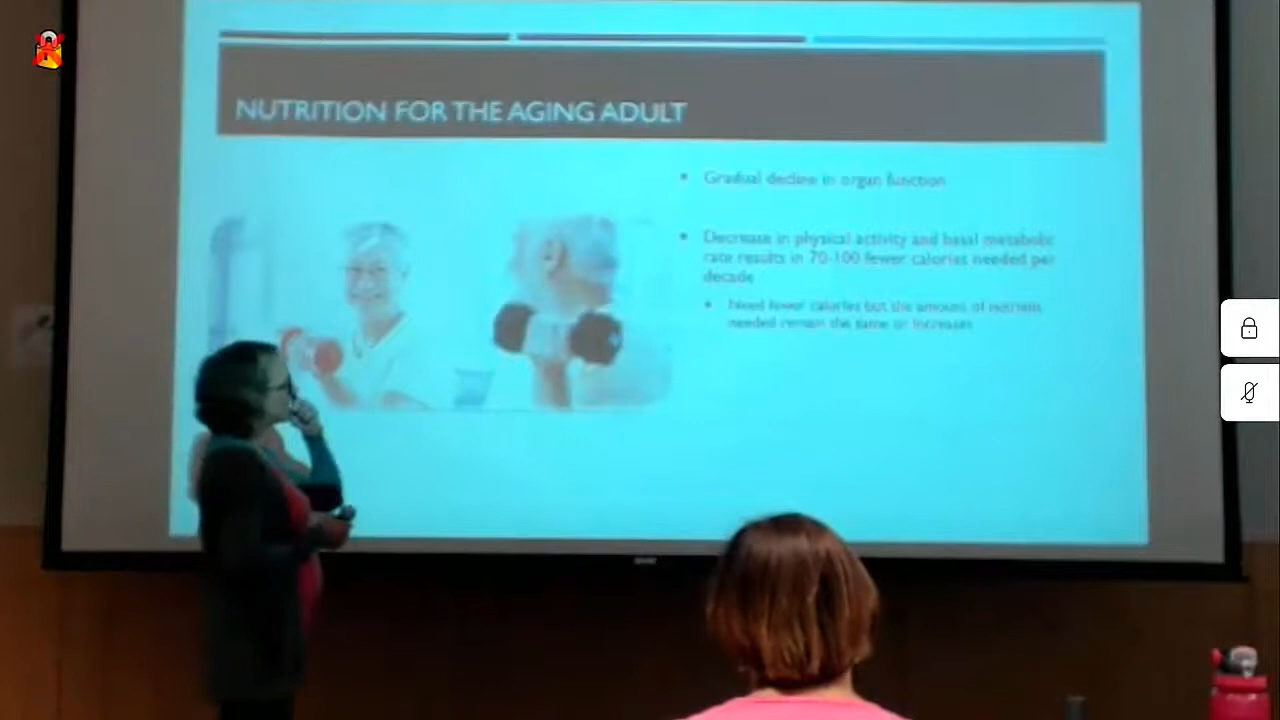 NUTRITION FOR THE AGING ADULT
• Gradual decline in organ function
• Decrease in physical activity and basal metabolic
rate results in 70-100 fewer calories needed per
decade
• Need fewer calories but the amount of nutrients
needed remain the same or increases